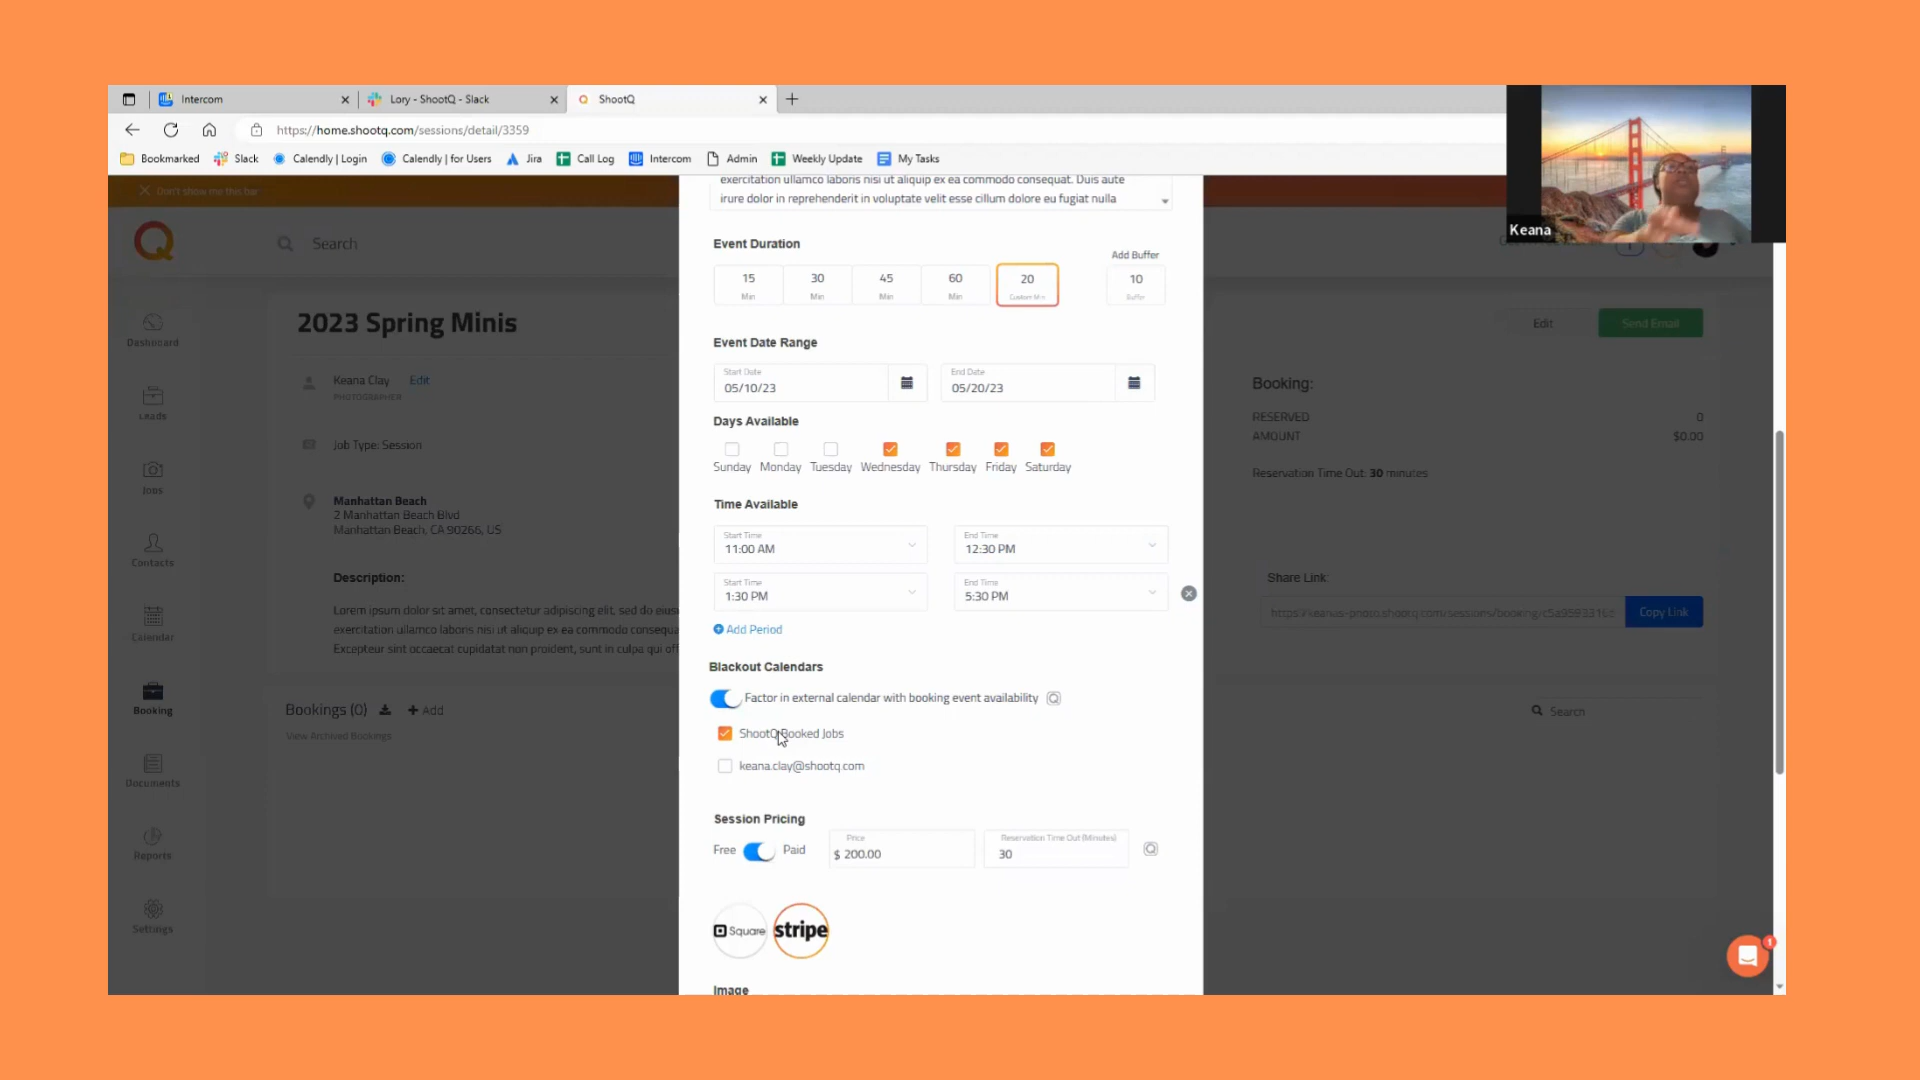 Intercom
Lory - ShootQ - Slack
ShootQ
https://home.shootq.com/sessions/detail/3359
Bookmarked
Slack
Calendly | Login
Calendly | for Users
Jira
Call Log
Intercom
Admin
Weekly Update
My Tasks
Keana
Don't show me this bar
Search
exercitation ullamco laboris nisi ut aliquip ex ea commodo consequat. Duis aute
irure dolor in reprehenderit in voluptate velit esse cillum dolore eu fugiat nulla
Event Duration
Add Buffer
15
Min
30
Min
45
Min
60
Min
20
Custom Min
10
Buffer
2023 Spring Minis
Edit
Send Email
Dashboard
Leads
Jobs
Contacts
Calendar
Booking
Documents
Reports
Settings
Keana Clay Edit
PHOTOGRAPHER
Job Type: Session
Manhattan Beach
2 Manhattan Beach Blvd
Manhattan Beach, CA 90266, US
Description:
Lorem ipsum dolor sit amet, consectetur adipiscing elit, sed do
exercitation ullamco laboris nisi ut aliquip ex ea commodo
Excepteur sint occaecat cupidatat non proident, sunt in culpa qui
Bookings (0)
Add
View Archived Bookings
Event Date Range
Start Date
05/10/23
End Date
05/20/23
Days Available
Sunday
Monday
Tuesday
Wednesday
Thursday
Friday
Saturday
Time Available
Start Time
11:00 AM
End Time
12:30 PM
Start Time
1:30 PM
End Time
5:30 PM
Add Period
Blackout Calendars
Factor in external calendar with booking event availability
ShootQ Booked Jobs
keana.clay@shootq.com
Session Pricing
Free
Paid
Price
$ 200.00
Reservation Time Out (Minutes)
30
Square
stripe
Image
Booking:
RESERVED 0
AMOUNT $0.00
Reservation Time Out: 30 minutes
Share Link:
Copy Link
Search
1